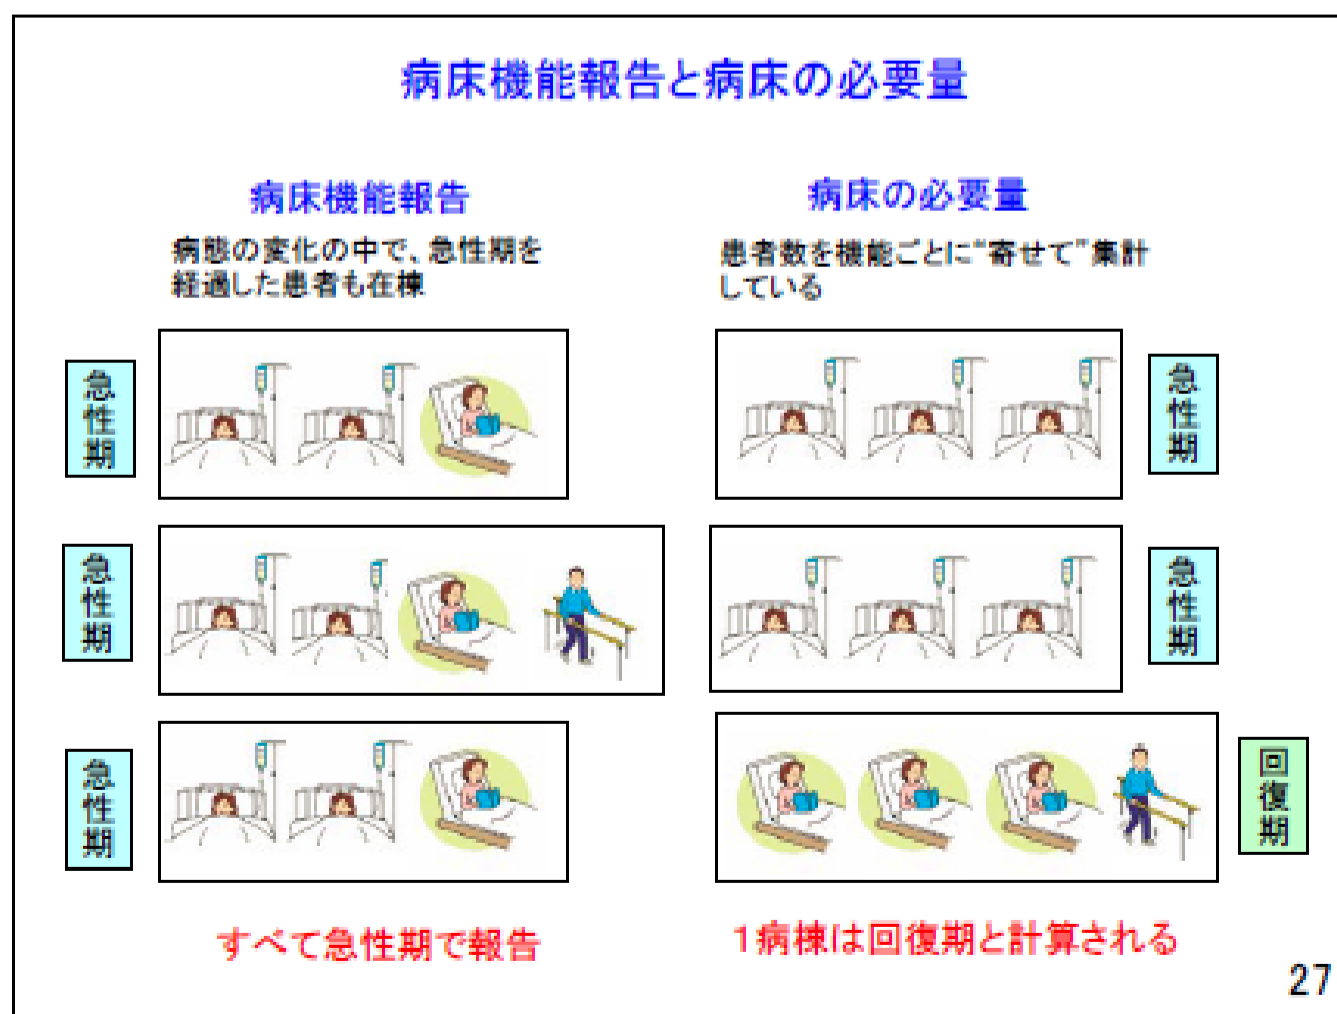 病床機能報告と病床の必要量
病床機能報告
病態の変化の中で、急性期を
経過した患者も在棟
急性期
急性期
急性期
すべて急性期で報告
病床の必要量
患者数を機能ごとに“寄せて”集計
している
急性期
急性期
回復期
1病棟は回復期と計算される
27